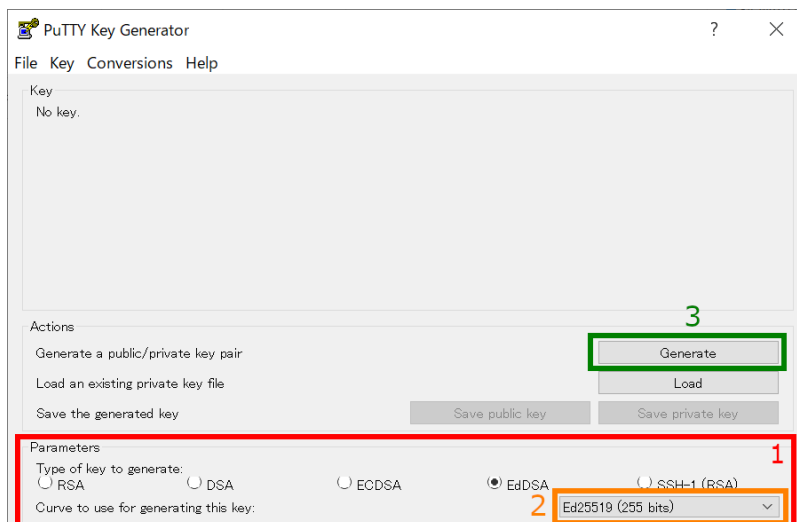 PuTTY Key Generator ?
File Key Conversions Help
Key
No key.
3
Actions
Generate a public/private key pair Generate
Load an existing private key file Load
Save the generated key Save public key Save private key
Parameters 1
Type of key to generate:
RSA DSA ECDSA EdDSA SSH-1 (RSA)
Curve to use for generating this key: 2 Ed25519 (255 bits)